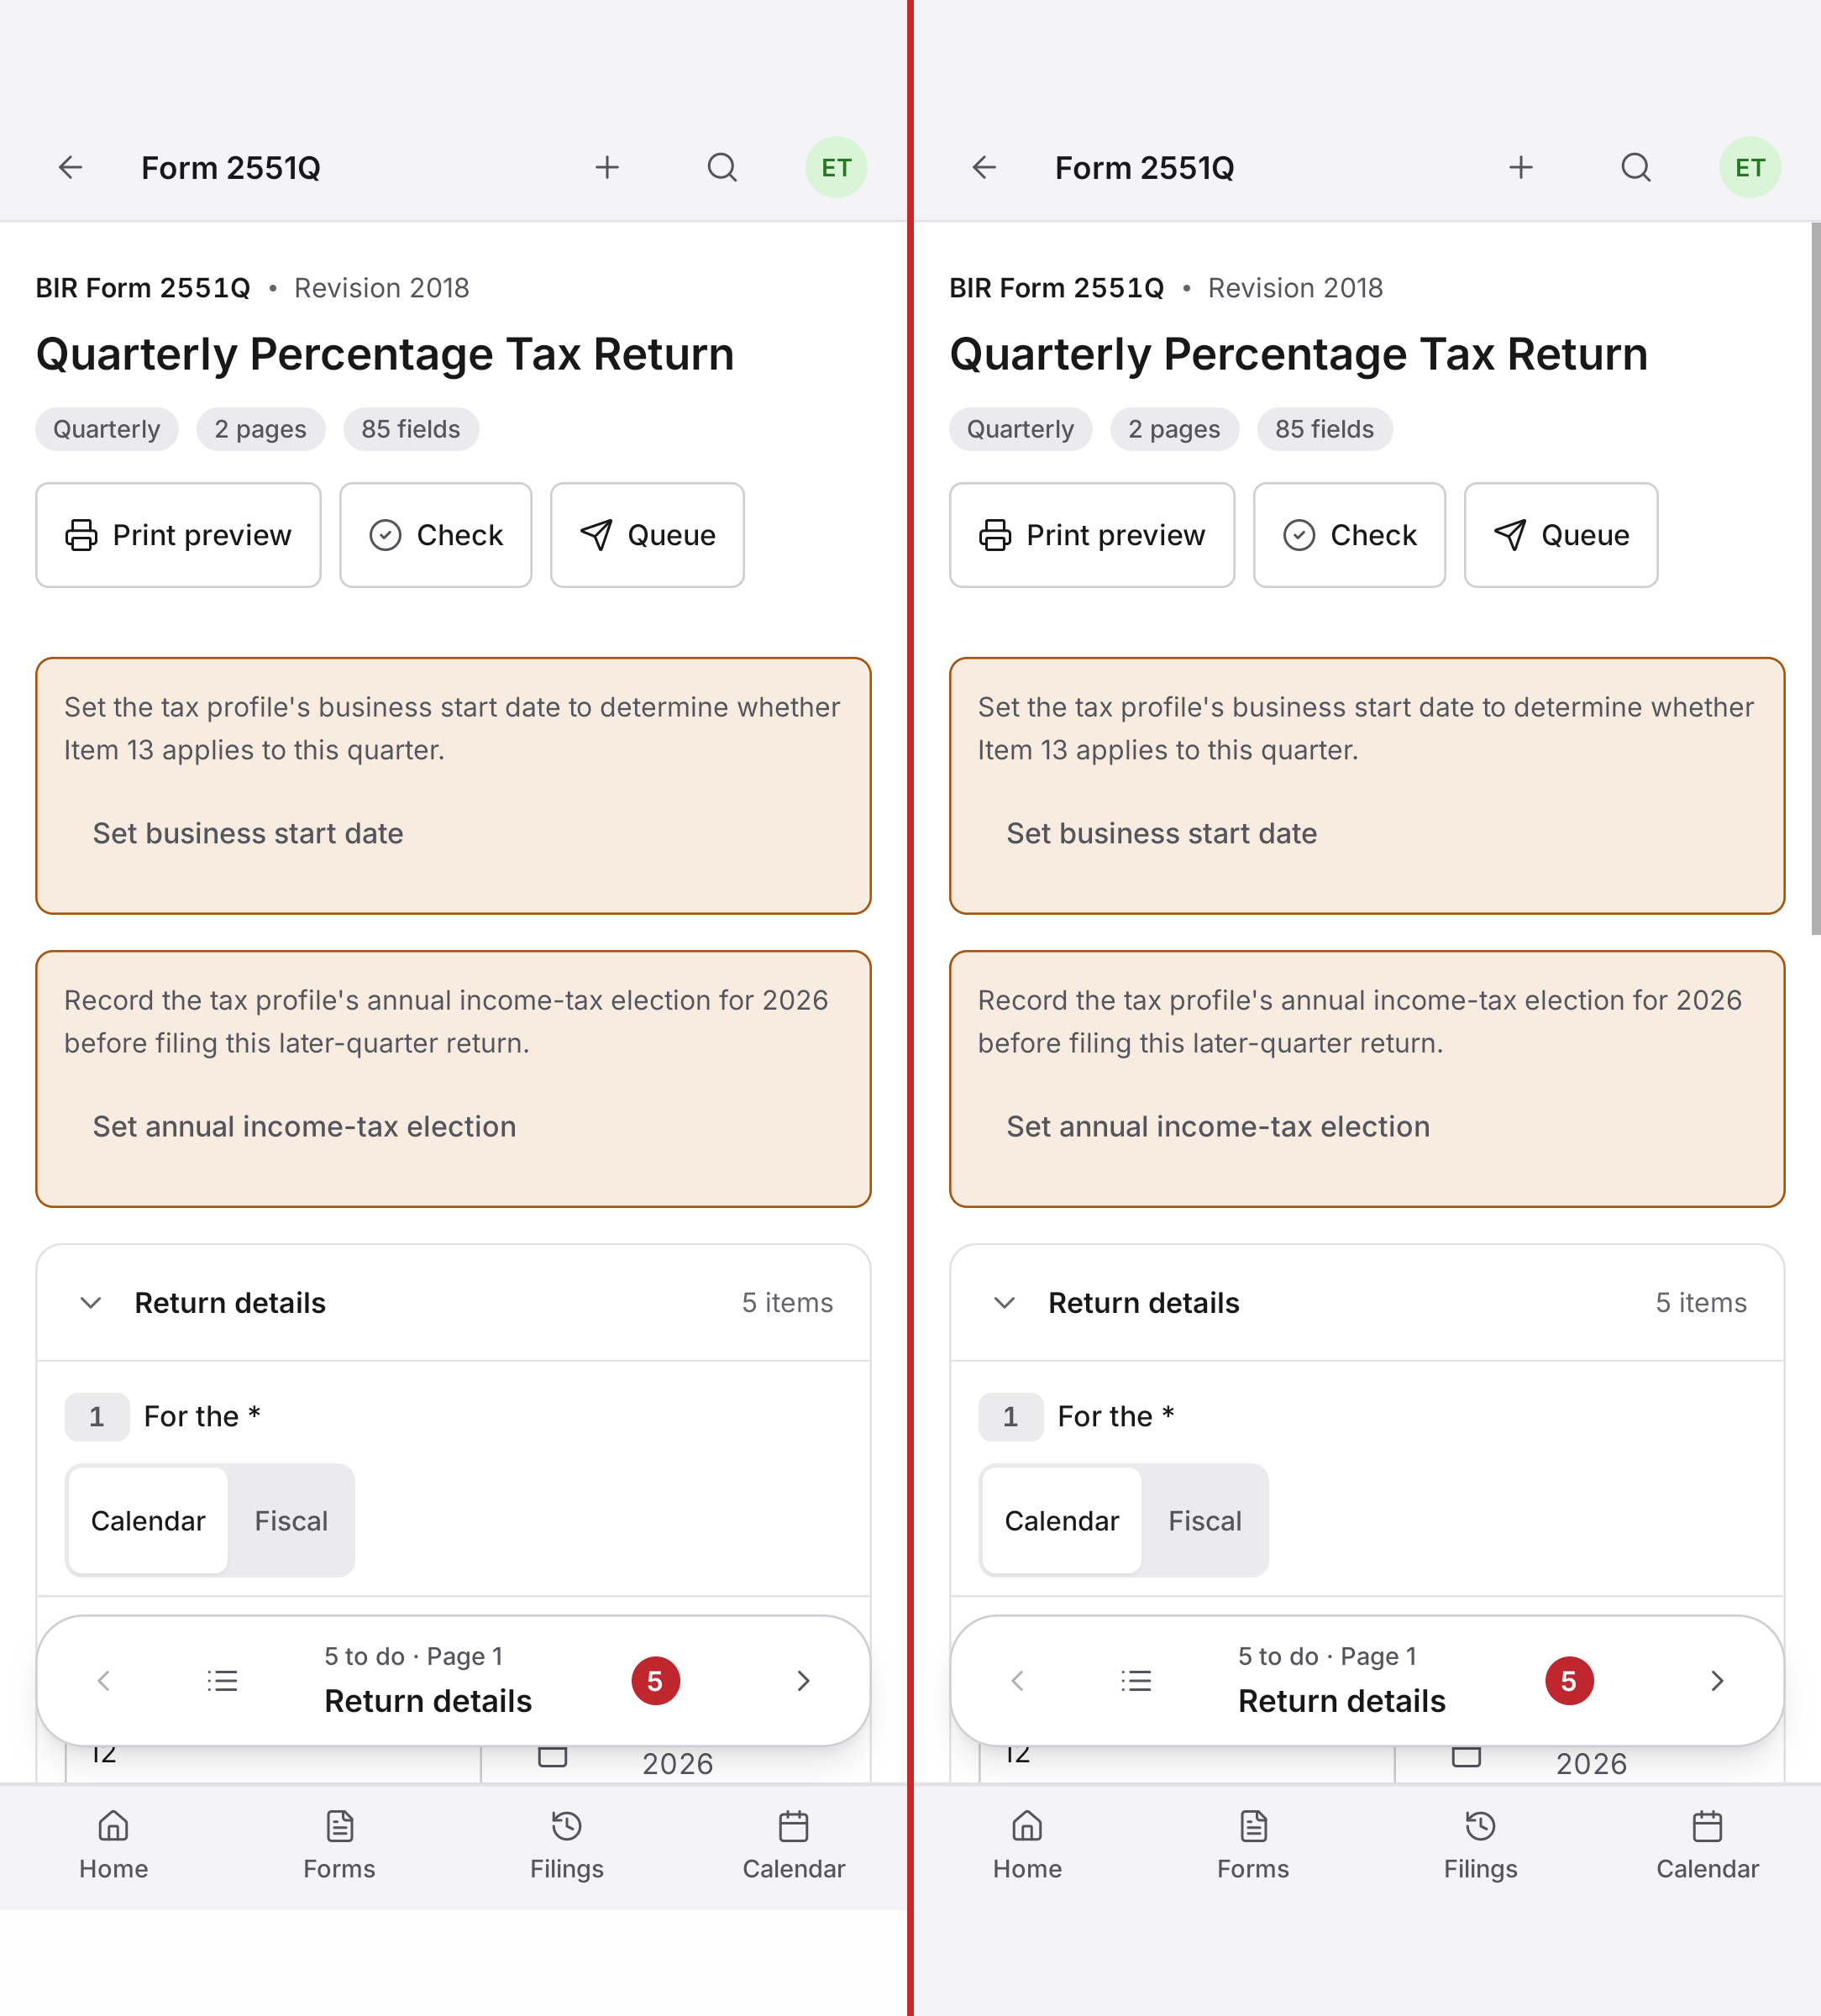 Form 2551Q
ET
BIR Form 2551Q • Revision 2018
Quarterly Percentage Tax Return
Quarterly
2 pages
85 fields
Print preview
Check
Queue
Set the tax profile's business start date to determine whether
Item 13 applies to this quarter.
Set business start date
Record the tax profile's annual income-tax election for 2026
before filing this later-quarter return.
Set annual income-tax election
Return details
5 items
1 For the *
Calendar
Fiscal
5 to do · Page 1
Return details
5
12
2026
Home
Forms
Filings
Calendar
Form 2551Q
ET
BIR Form 2551Q • Revision 2018
Quarterly Percentage Tax Return
Quarterly
2 pages
85 fields
Print preview
Check
Queue
Set the tax profile's business start date to determine whether
Item 13 applies to this quarter.
Set business start date
Record the tax profile's annual income-tax election for 2026
before filing this later-quarter return.
Set annual income-tax election
Return details
5 items
1 For the *
Calendar
Fiscal
5 to do · Page 1
Return details
5
12
2026
Home
Forms
Filings
Calendar